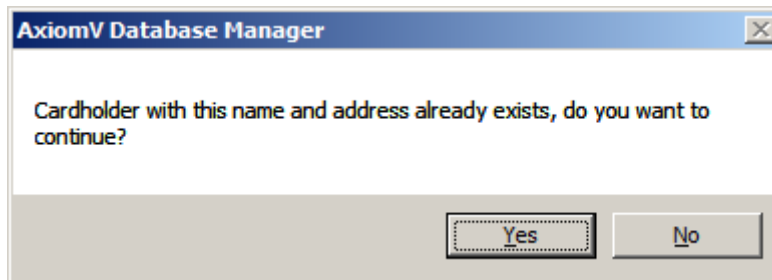 AxiomV Database Manager
Cardholder with this name and address already exists, do you want to
continue?
Yes
No